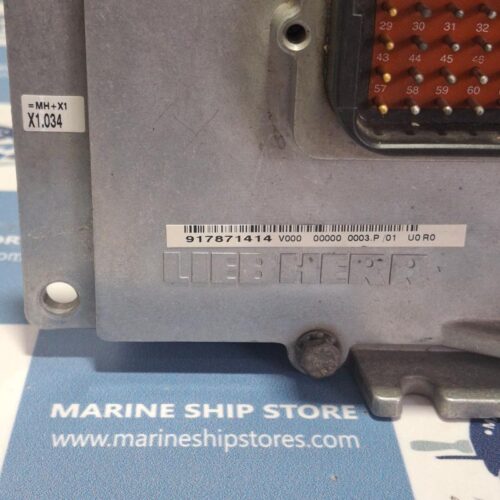 29 30 31 32
43 44 45 46
57 58 59 60
=MH+X1
X1.034
917871414 V000 00000 0003.P /01 U0 R0
LIEBHERR
MARINE SHIP STORE
www.marineshipstores.com